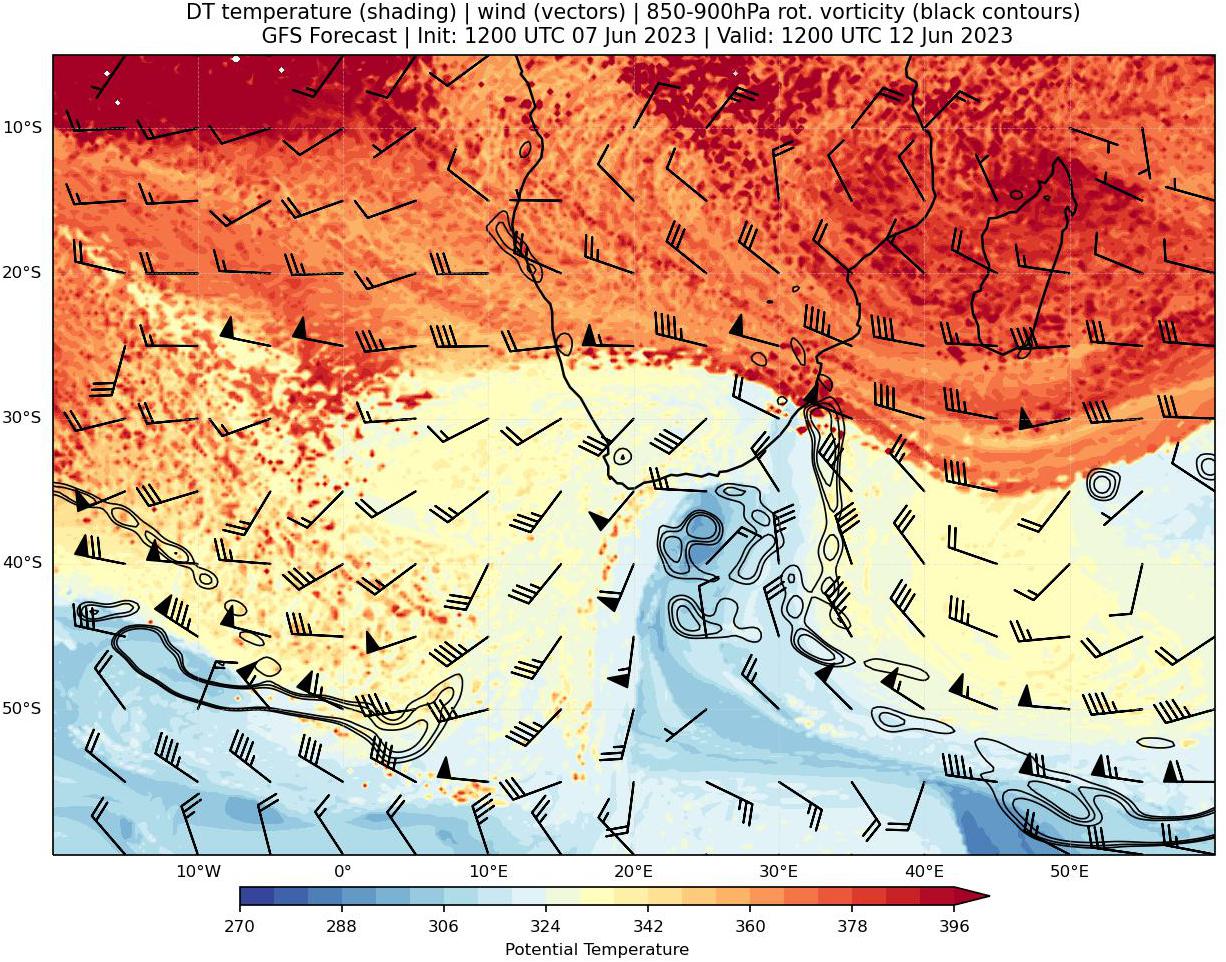 DT temperature (shading) | wind (vectors) | 850-900hPa rot. vorticity (black contours)
GFS Forecast | Init: 1200 UTC 07 Jun 2023 | Valid: 1200 UTC 12 Jun 2023
10°S
20°S
30°S
40°S
50°S
10°W 0° 10°E 20°E 30°E 40°E 50°E
270 288 306 324 342 360 378 396
Potential Temperature